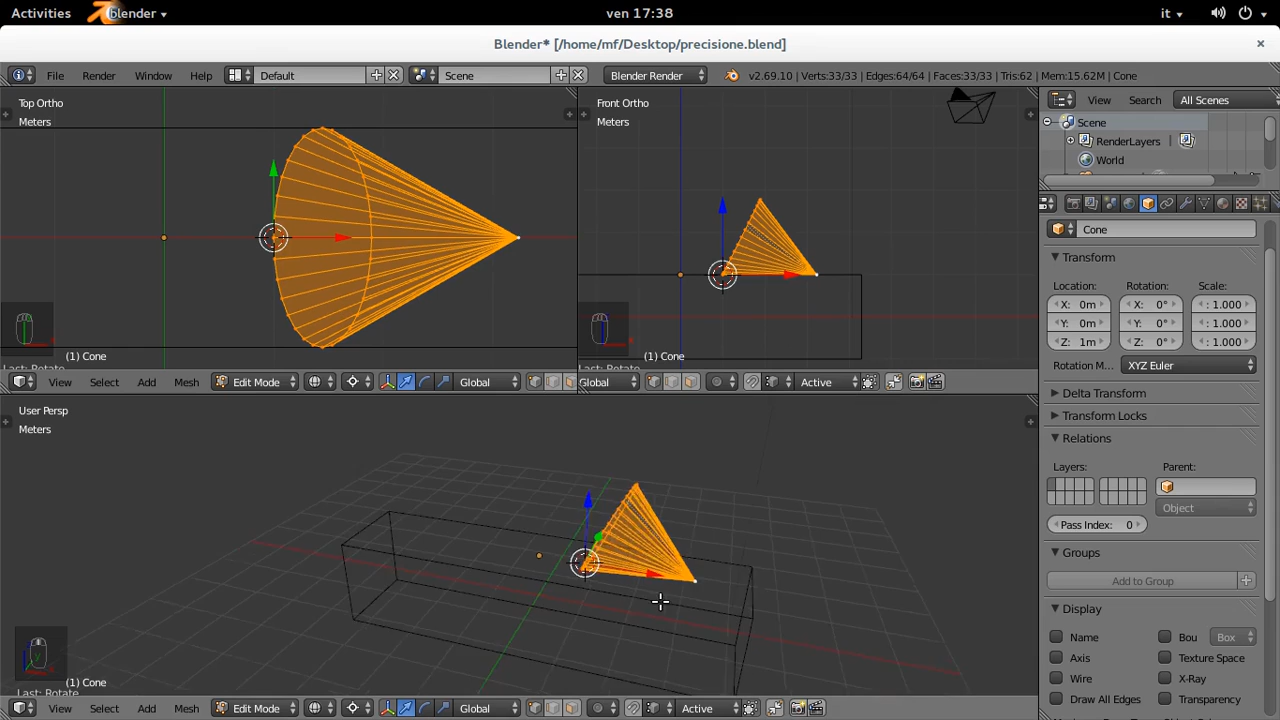 Activities blender ven 17:38 it
Blender* [/home/mf/Desktop/precisione.blend] ×
File Render Window Help Default Scene Blender Render v2.69.10 | Verts:33/33 | Edges:64/64 | Faces:33/33 | Tris:62 | Mem:15.62M | Cone
Top Ortho
Meters
(1) Cone
Last: Rotate
View Select Add Mesh Edit Mode Global
Front Ortho
Meters
(1) Cone
Global Active
User Persp
Meters
(1) Cone
Last: Rotate
View Select Add Mesh Edit Mode Global Active
View Search All Scenes
Scene
RenderLayers
World
Cone
Transform
Location: Rotation: Scale:
X: 0m X: 0° : 1.000
Y: 0m Y: 0° : 1.000
Z: 1m Z: 0° : 1.000
Rotation M... XYZ Euler
Delta Transform
Transform Locks
Relations
Layers: Parent:
Object
Pass Index: 0
Groups
Add to Group
Display
Name Bou Box
Axis Texture Space
Wire X-Ray
Draw All Edges Transparency